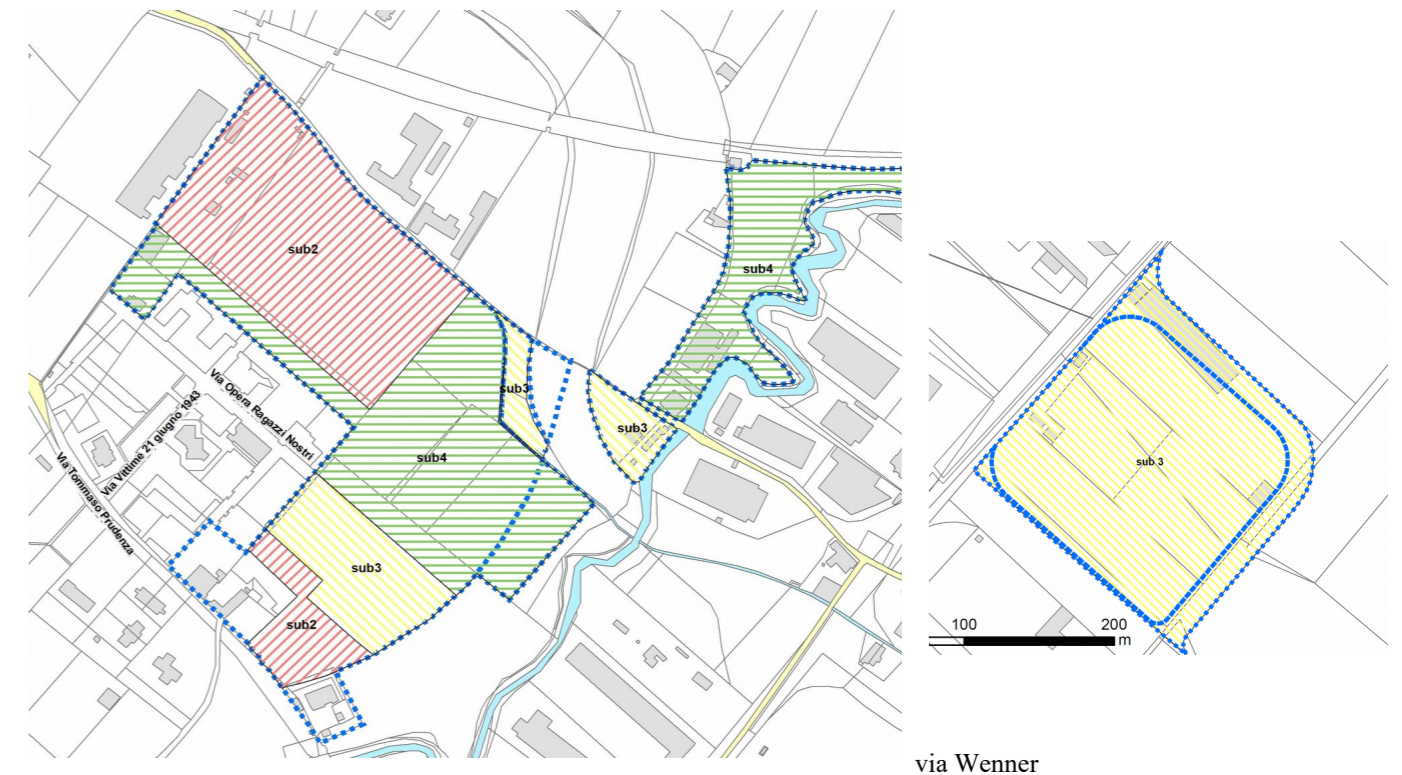 sub2
sub4
sub3
sub3
sub4
Via Opera Ragazzi Nostri
Via Vittime 21 giugno 1943
Via Tommaso Prudenza
sub3
sub2
sub 3
100 200
m
via Wenner